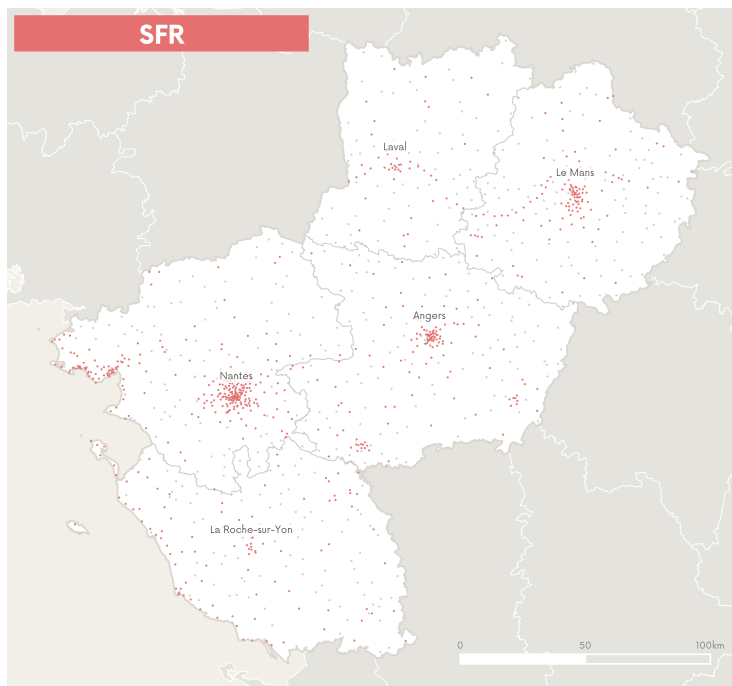 SFR
Laval
Le Mans
Angers
Nantes
La Roche-sur-Yon
0 50 100km